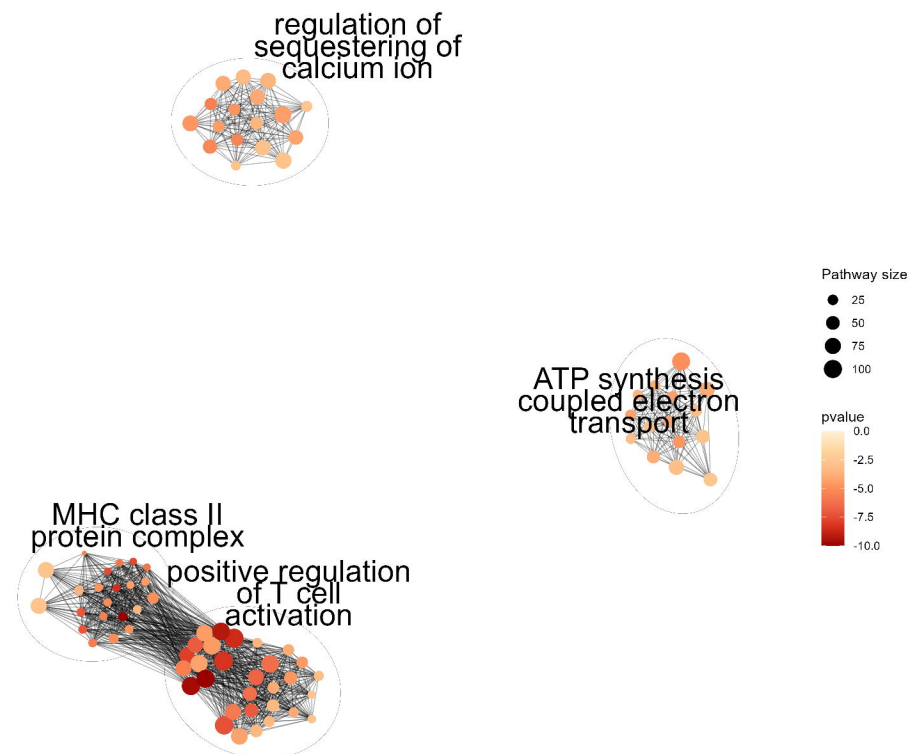 regulation of
sequestering of
calcium ion
Pathway size
25
50
75
100
ATP synthesis
coupled electron
transport
pvalue
0.0
-2.5
-5.0
-7.5
-10.0
MHC class II
protein complex
positive regulation
of T cell
activation